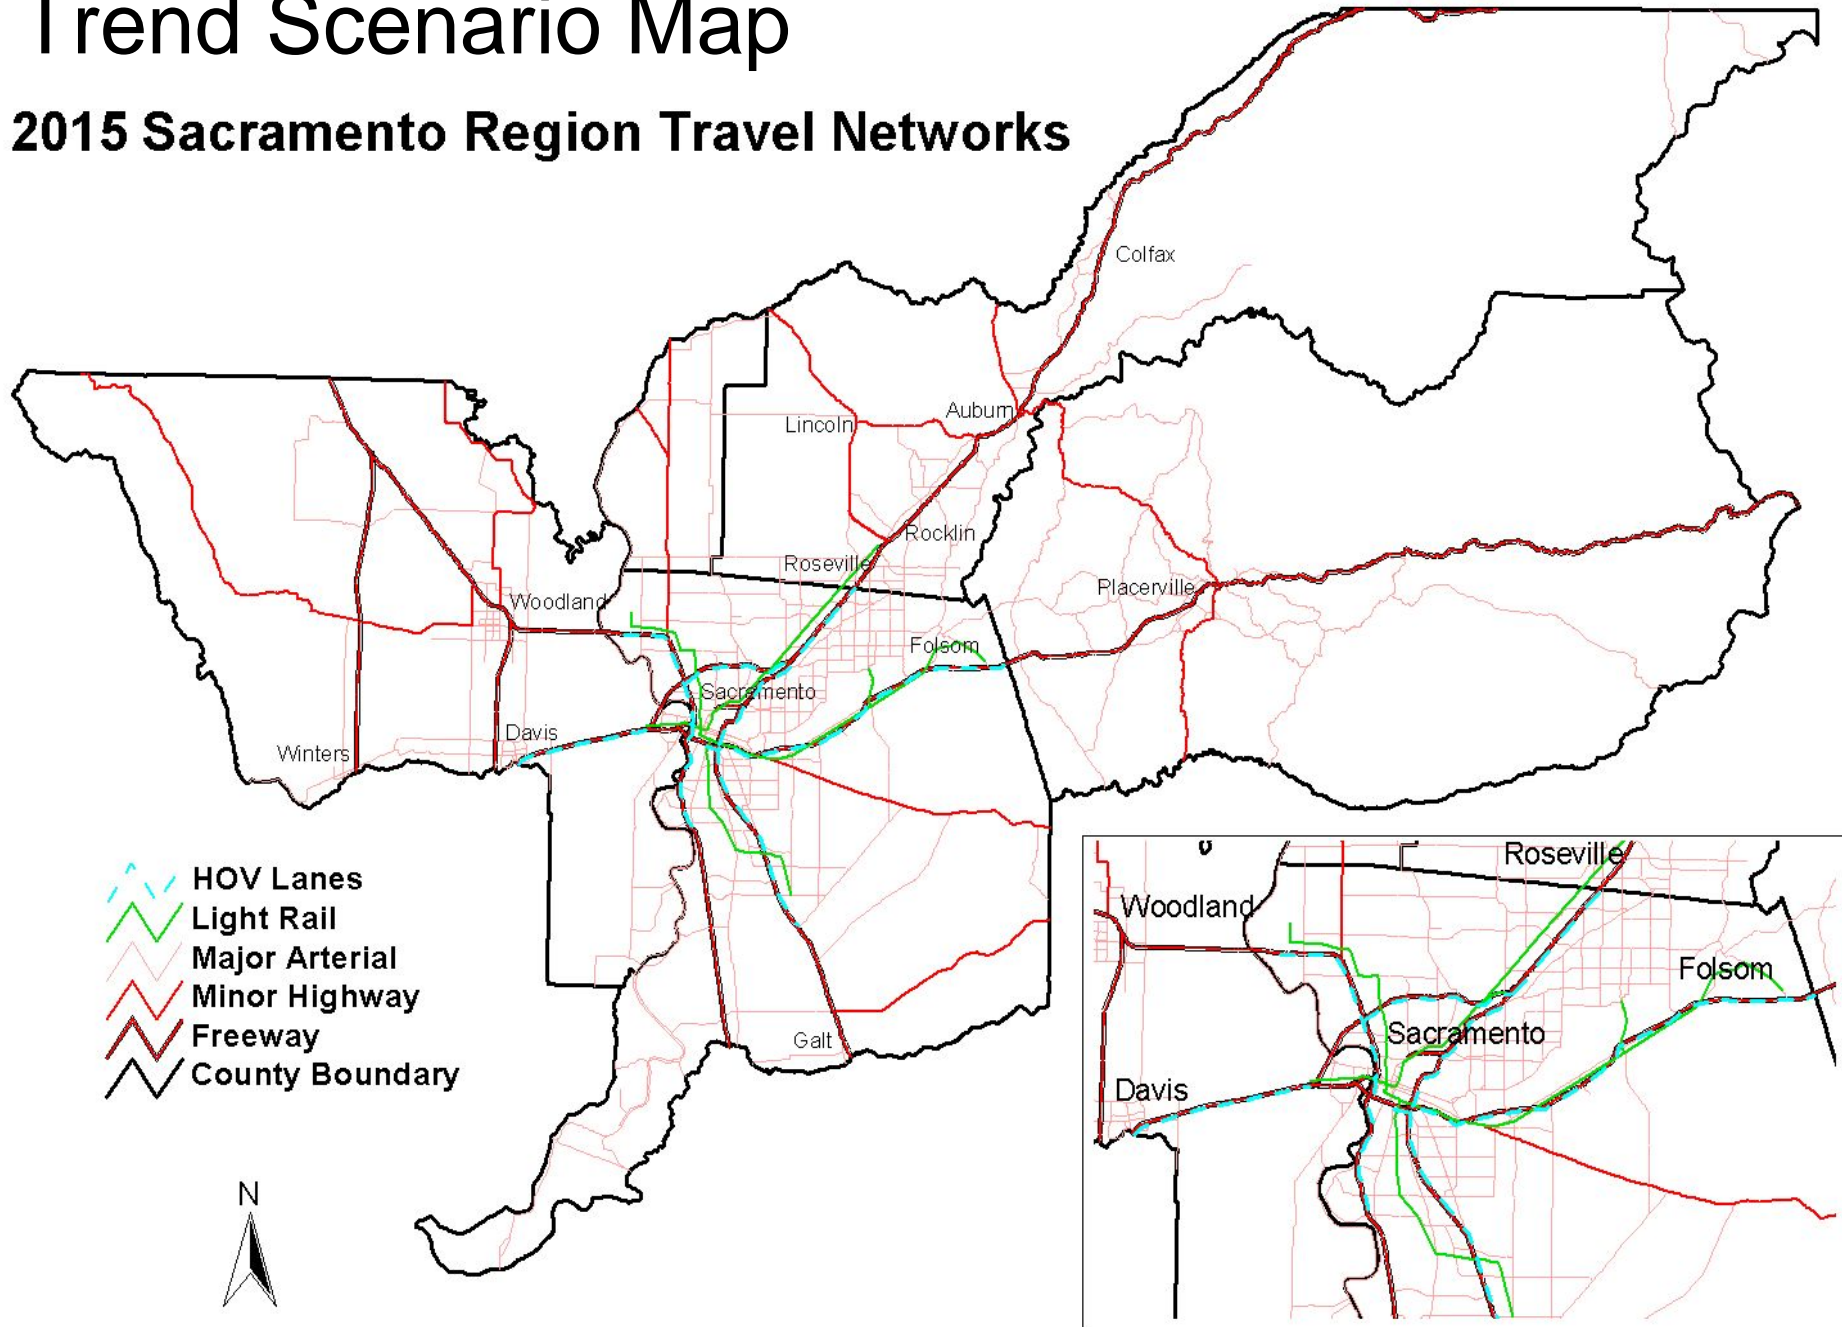 Trend Scenario Map
2015 Sacramento Region Travel Networks
Colfax
Auburn
Lincoln
Rocklin
Roseville
Placerville
Woodland
Folsom
Sacramento
Davis
Winters
Galt
HOV Lanes
Light Rail
Major Arterial
Minor Highway
Freeway
County Boundary
N
Roseville
Woodland
Folsom
Sacramento
Davis